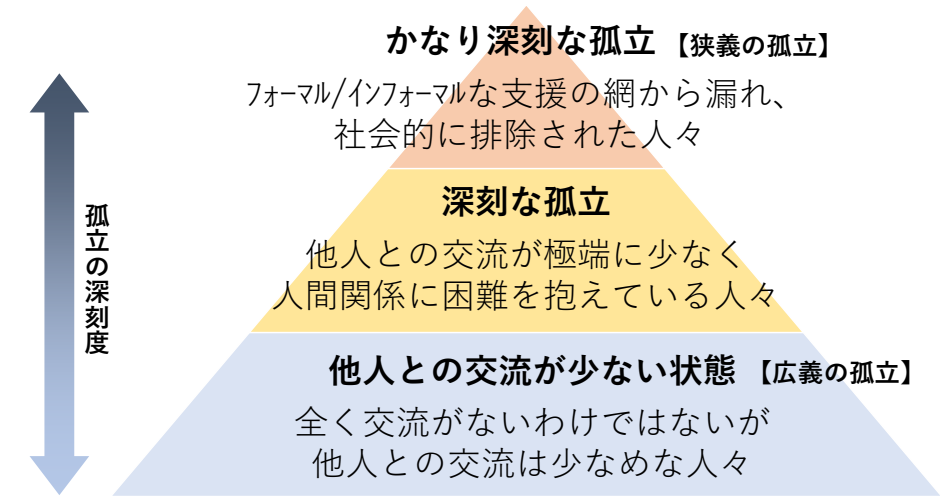 かなり深刻な孤立 【狭義の孤立】
ﾌｫｰﾏﾙ/ｲﾝﾌｫｰﾏﾙな支援の網から漏れ、
社会的に排除された人々
深刻な孤立
他人との交流が極端に少なく
人間関係に困難を抱えている人々
他人との交流が少ない状態 【広義の孤立】
全く交流がないわけではないが
他人との交流は少なめな人々
孤立の深刻度